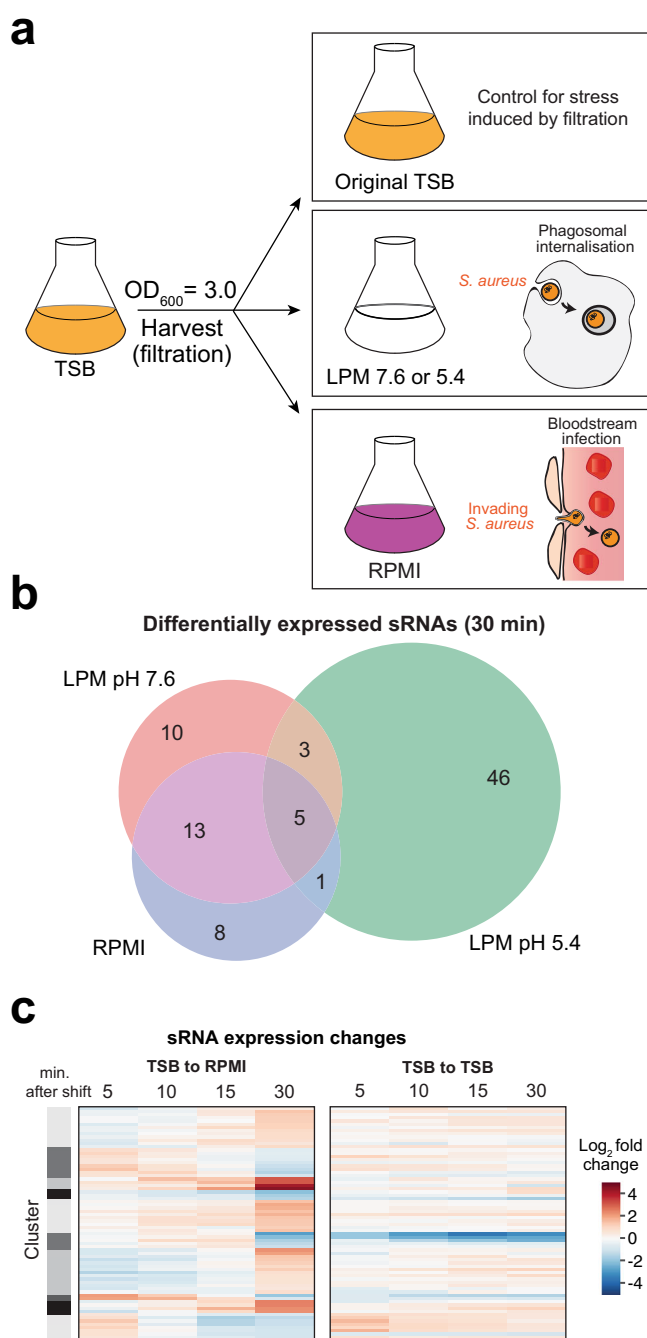 a
Control for stress
induced by filtration
Original TSB
TSB
OD600 = 3.0
Harvest
(filtration)
Phagosomal
internalisation
S. aureus
LPM 7.6 or 5.4
Bloodstream
infection
Invading
S. aureus
RPMI
b
Differentially expressed sRNAs (30 min)
LPM pH 7.6
10
3
46
13
5
1
8
RPMI
LPM pH 5.4
c
sRNA expression changes
min.
after shift
TSB to RPMI
5 10 15 30
TSB to TSB
5 10 15 30
Cluster
Log2 fold
change
4
2
0
-2
-4